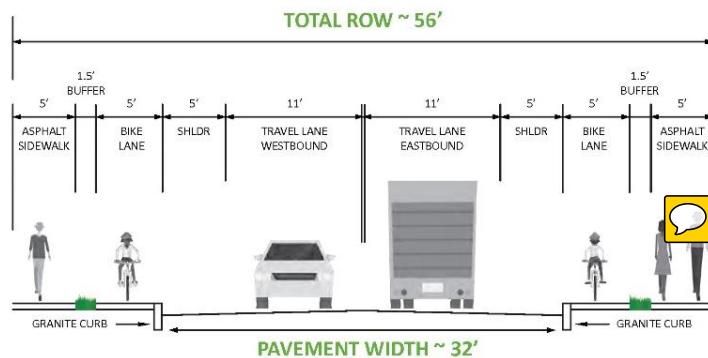 TOTAL ROW ~ 56'
1.5'
BUFFER
1.5'
BUFFER
5'
5'
5'
11'
11'
5'
5'
5'
ASPHALT
SIDEWALK
BIKE
LANE
SHLDR
TRAVEL LANE
WESTBOUND
TRAVEL LANE
EASTBOUND
SHLDR
BIKE
LANE
ASPHALT
SIDEWALK
GRANITE CURB
GRANITE CURB
PAVEMENT WIDTH ~ 32'